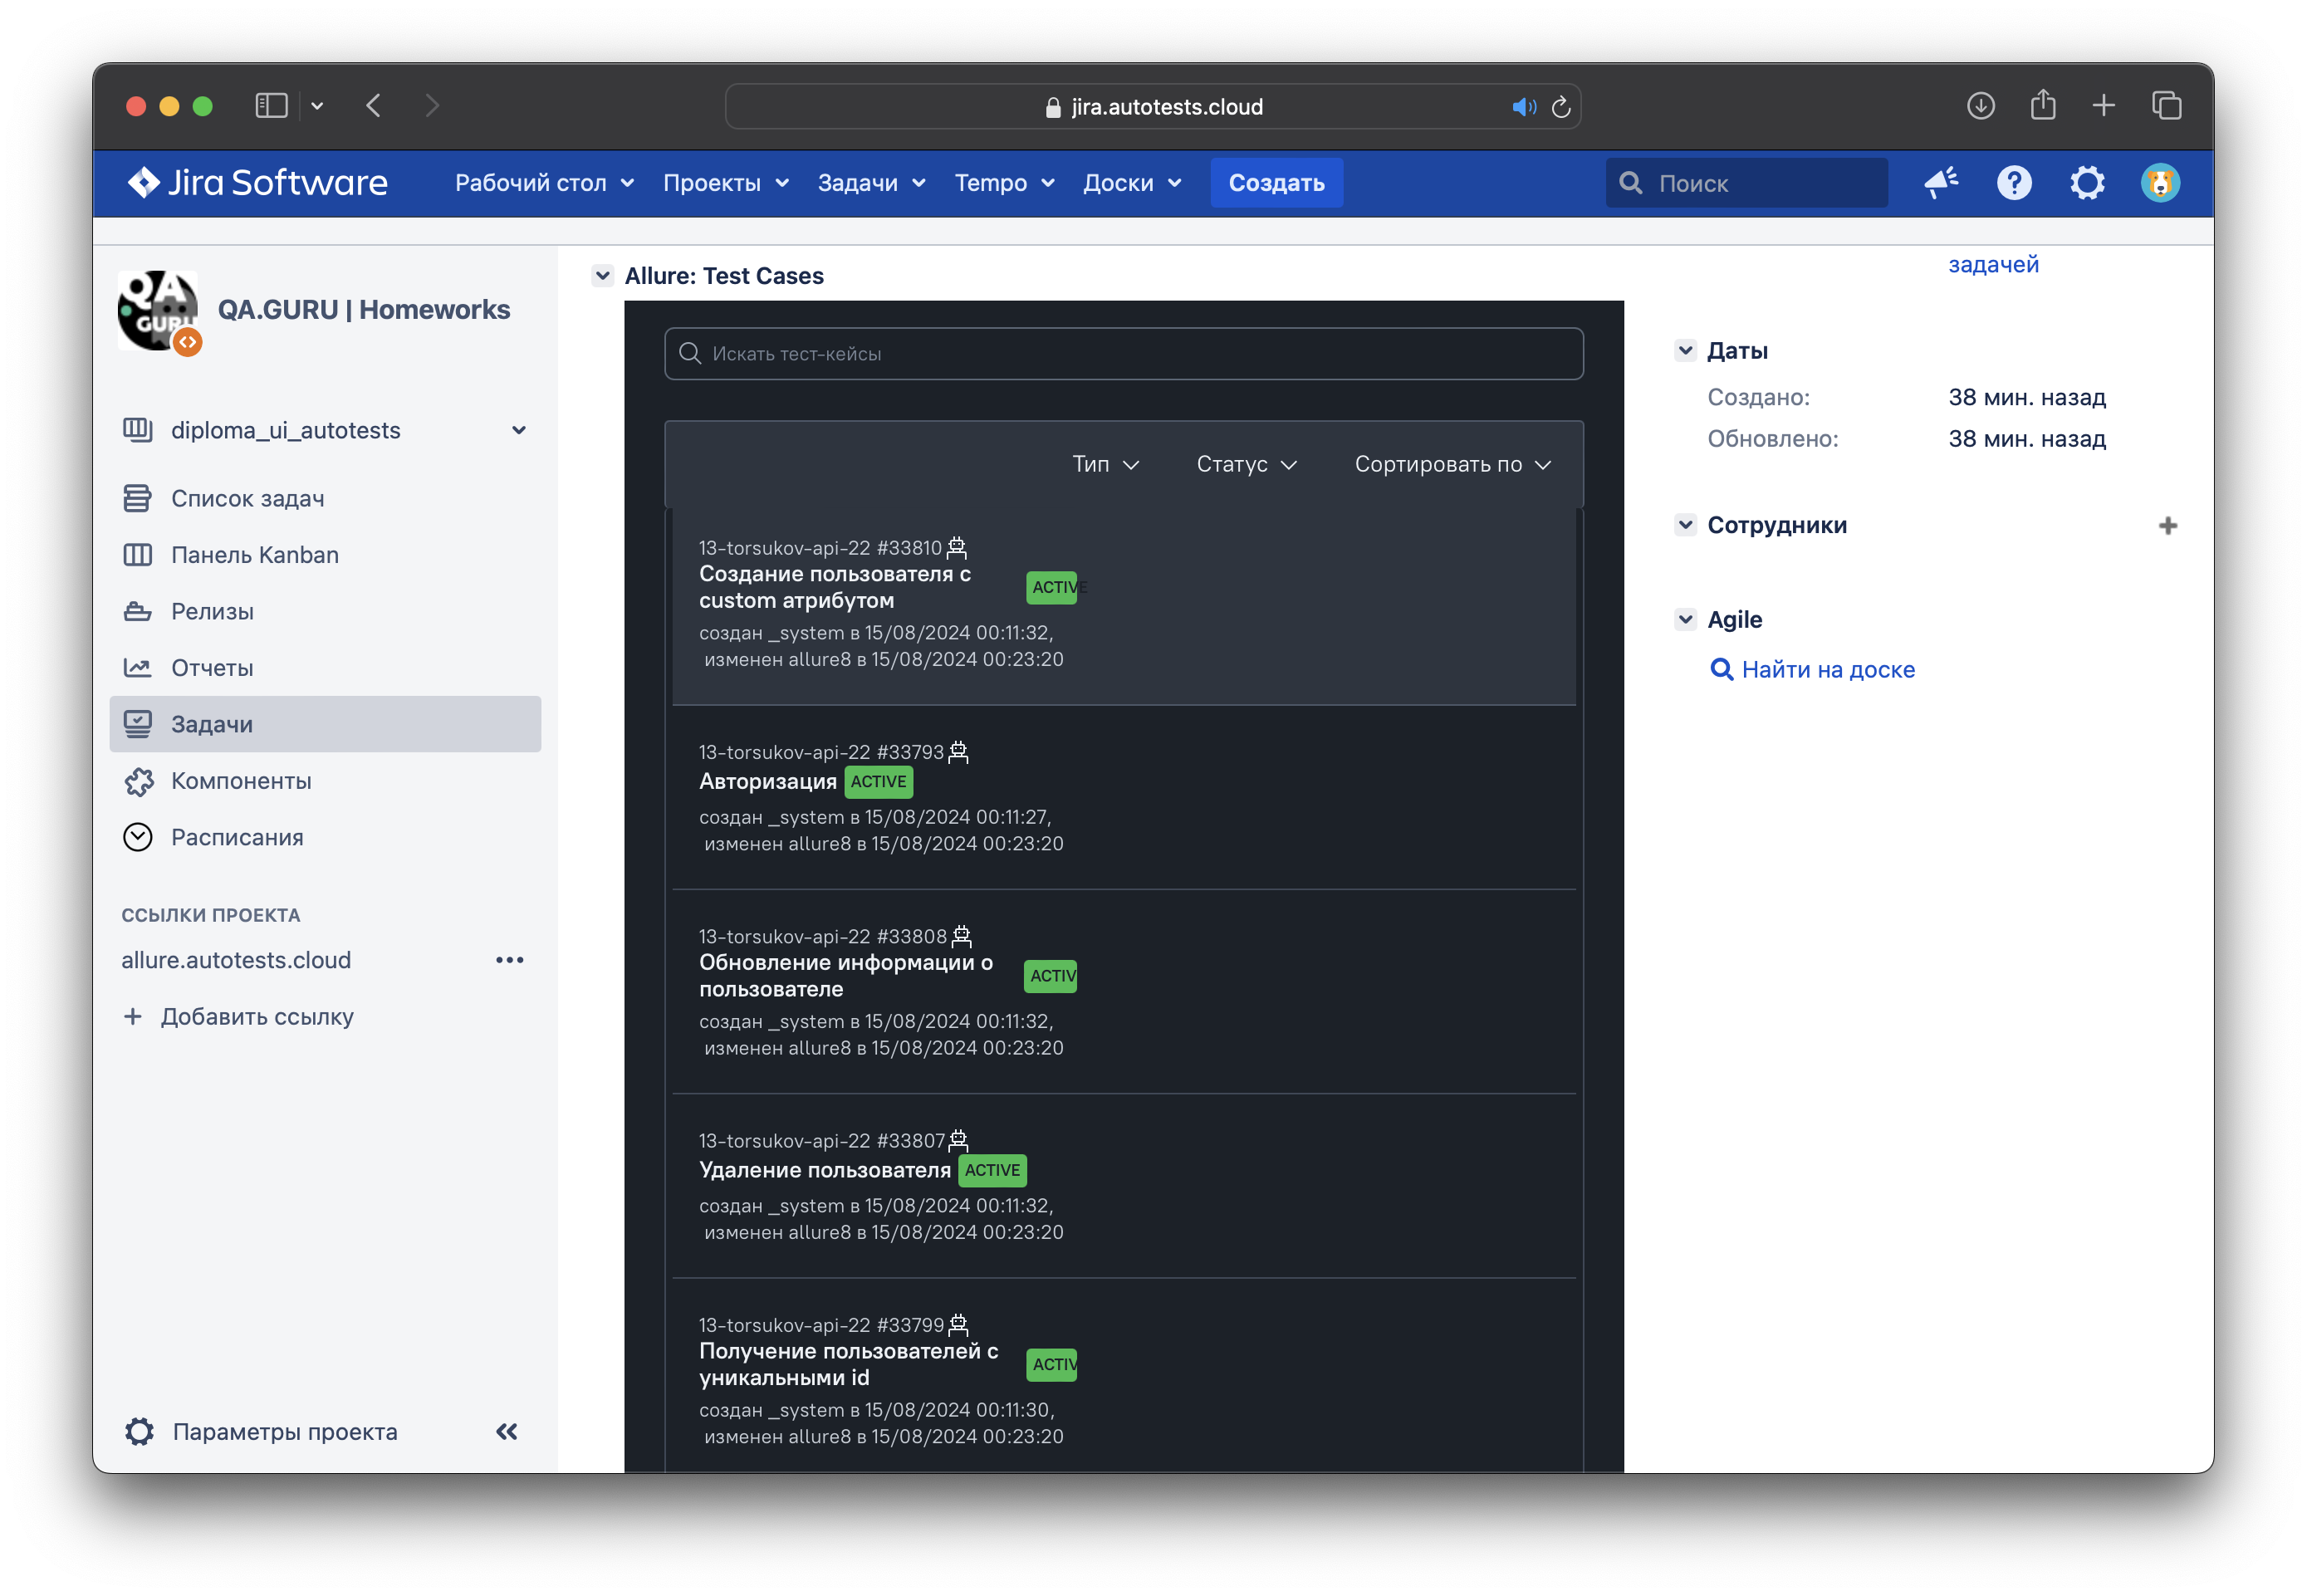 jira.autotests.cloud
Jira Software
Рабочий стол
Проекты
Задачи
Tempo
Доски
Создать
Поиск
QA GURU
QA.GURU | Homeworks
diploma_ui_autotests
Список задач
Панель Kanban
Релизы
Отчеты
Задачи
Компоненты
Расписания
ССЫЛКИ ПРОЕКТА
allure.autotests.cloud
Добавить ссылку
Параметры проекта
Allure: Test Cases
Искать тест-кейсы
Тип
Статус
Сортировать по
13-torsukov-api-22 #33810
Создание пользователя с
custom атрибутом
ACTIVE
создан _system в 15/08/2024 00:11:32,
изменен allure8 в 15/08/2024 00:23:20
13-torsukov-api-22 #33793
Авторизация ACTIVE
создан _system в 15/08/2024 00:11:27,
изменен allure8 в 15/08/2024 00:23:20
13-torsukov-api-22 #33808
Обновление информации о
пользователе
ACTIV
создан _system в 15/08/2024 00:11:32,
изменен allure8 в 15/08/2024 00:23:20
13-torsukov-api-22 #33807
Удаление пользователя ACTIVE
создан _system в 15/08/2024 00:11:32,
изменен allure8 в 15/08/2024 00:23:20
13-torsukov-api-22 #33799
Получение пользователей с
уникальными id
ACTIV
создан _system в 15/08/2024 00:11:30,
изменен allure8 в 15/08/2024 00:23:20
задачей
Даты
Создано: 38 мин. назад
Обновлено: 38 мин. назад
Сотрудники
Agile
Найти на доске